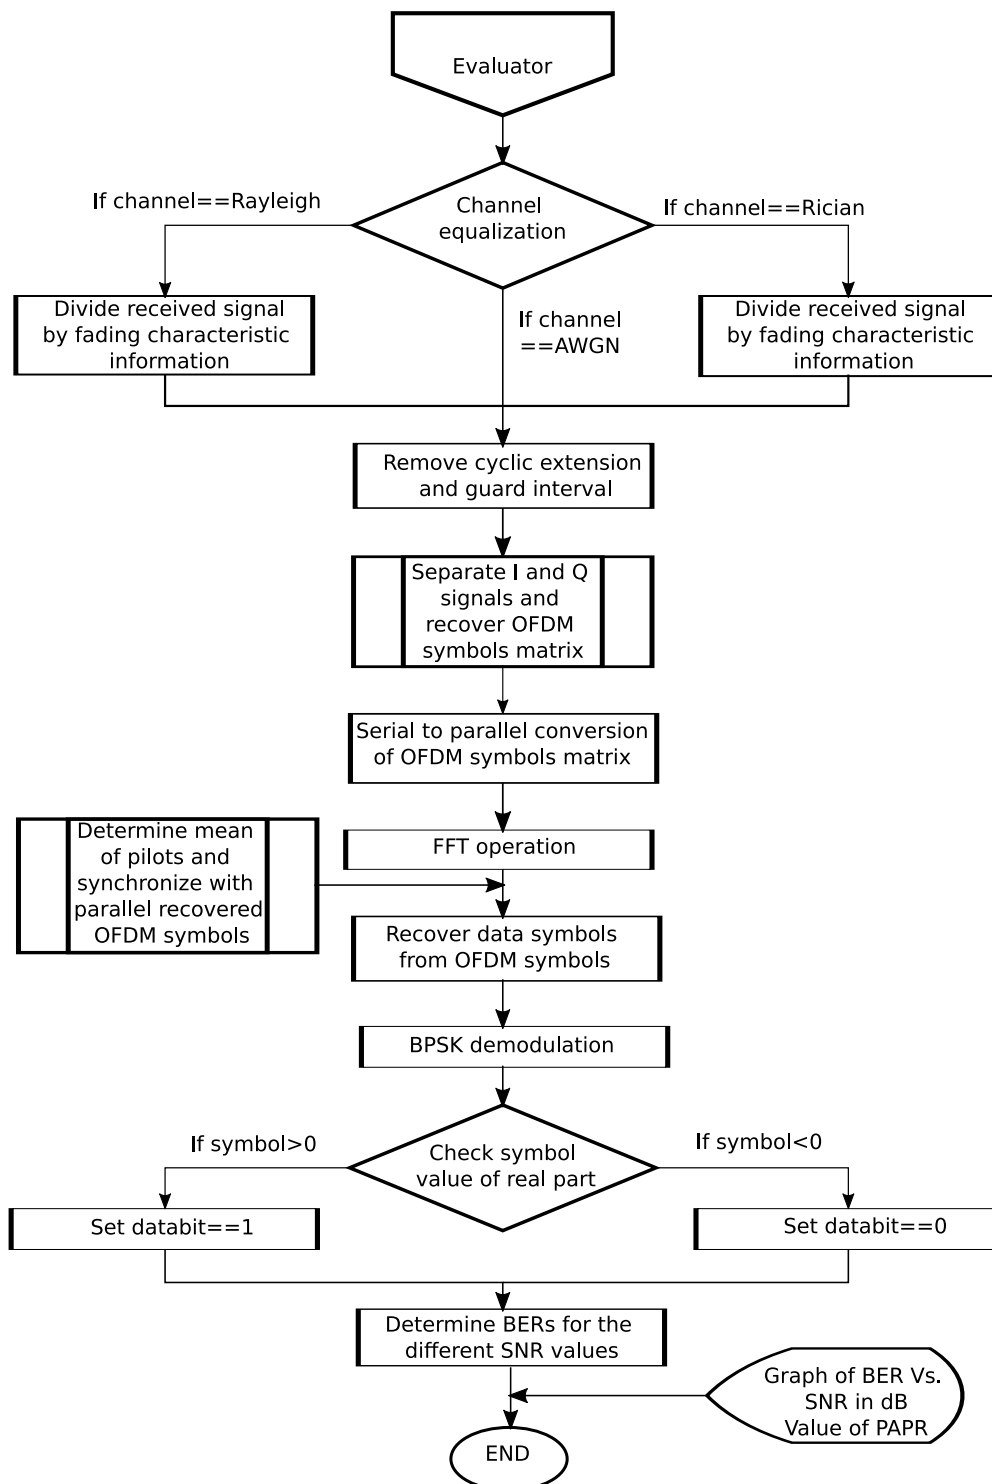 Evaluator
If channel==Rayleigh
Channel
equalization
If channel==Rician
Divide received signal
by fading characteristic
information
If channel
==AWGN
Divide received signal
by fading characteristic
information
Remove cyclic extension
and guard interval
Separate I and Q
signals and
recover OFDM
symbols matrix
Serial to parallel conversion
of OFDM symbols matrix
FFT operation
Determine mean
of pilots and
synchronize with
parallel recovered
OFDM symbols
Recover data symbols
from OFDM symbols
BPSK demodulation
If symbol>0
Check symbol
value of real part
If symbol<0
Set databit==1
Set databit==0
Determine BERs for the
different SNR values
Graph of BER Vs.
SNR in dB
Value of PAPR
END